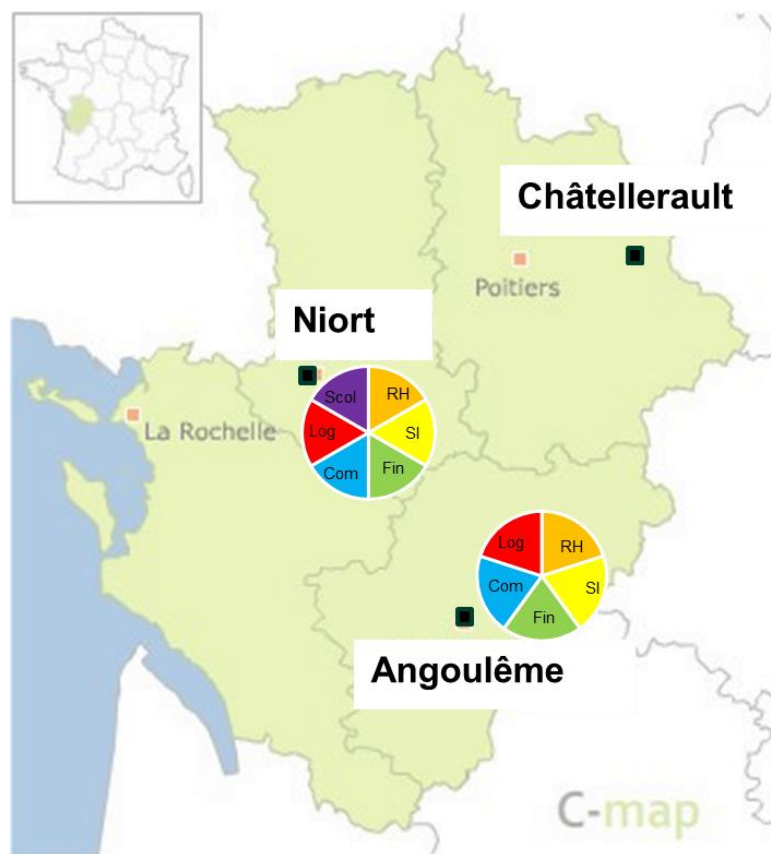 Châtellerault
Poitiers
Niort
Scol
RH
Log
SI
Com
Fin
La Rochelle
Log
RH
Com
SI
Fin
Angoulême
C-map